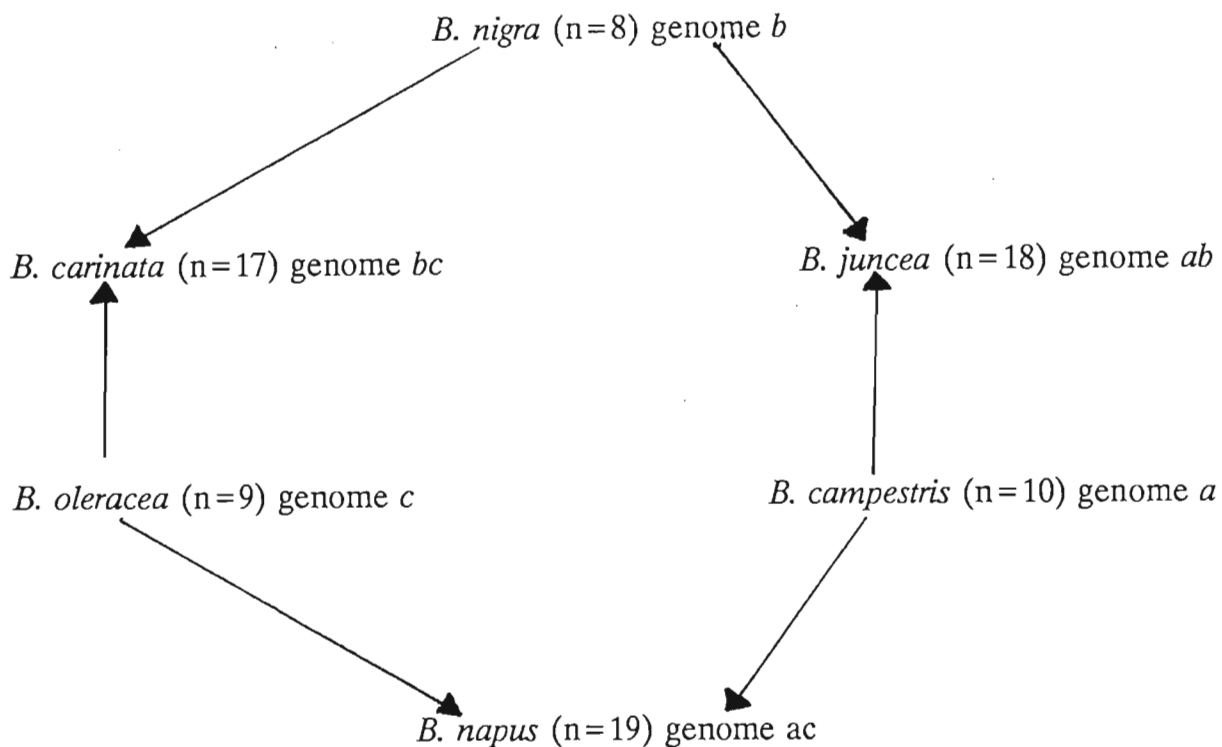 B. nigra (n=8) genome b
B. carinata (n=17) genome bc
B. juncea (n=18) genome ab
B. oleracea (n=9) genome c
B. campestris (n=10) genome a
B. napus (n=19) genome ac